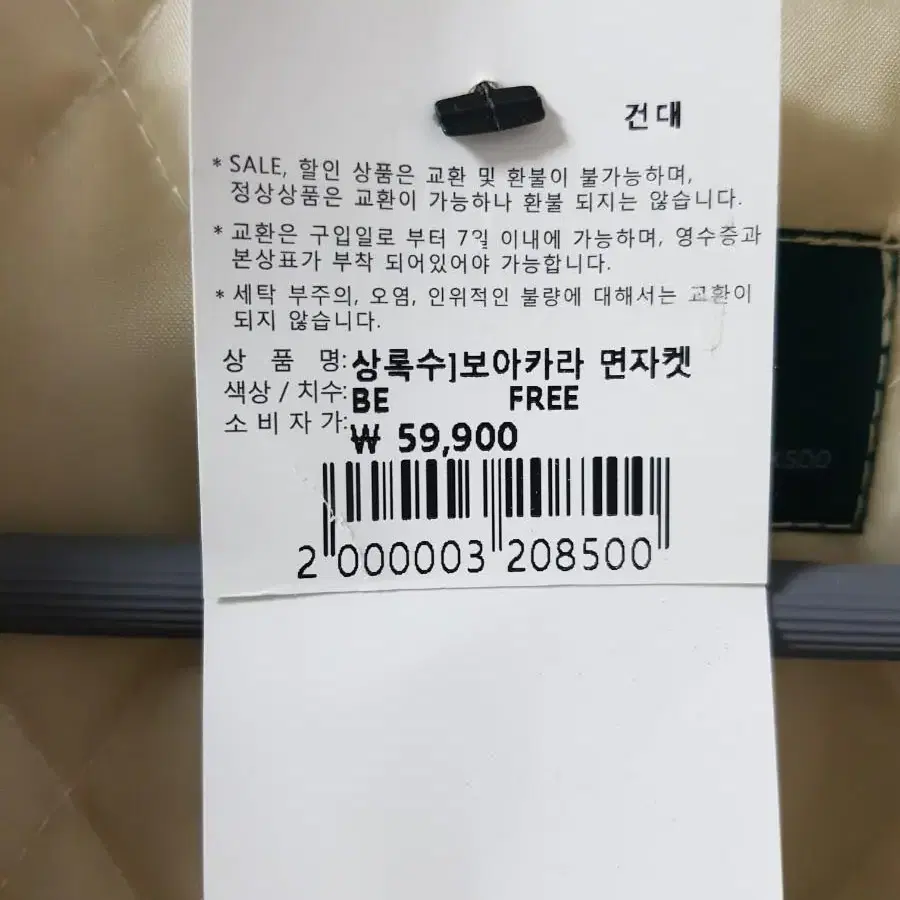 건대
* SALE, 할인 상품은 교환 및 환불이 불가능하며,
정상상품은 교환이 가능하나 환불 되지는 않습니다.
* 교환은 구입일로 부터 7일 이내에 가능하며, 영수증과
본상표가 부착 되어있어야 가능합니다.
* 세탁 부주의, 오염, 인위적인 불량에 대해서는 교환이
되지 않습니다.
상 품 명: 상록수]보아카라 면자켓
색상 / 치수: BE FREE
소 비 자 가: ₩ 59,900
2 000003 208500